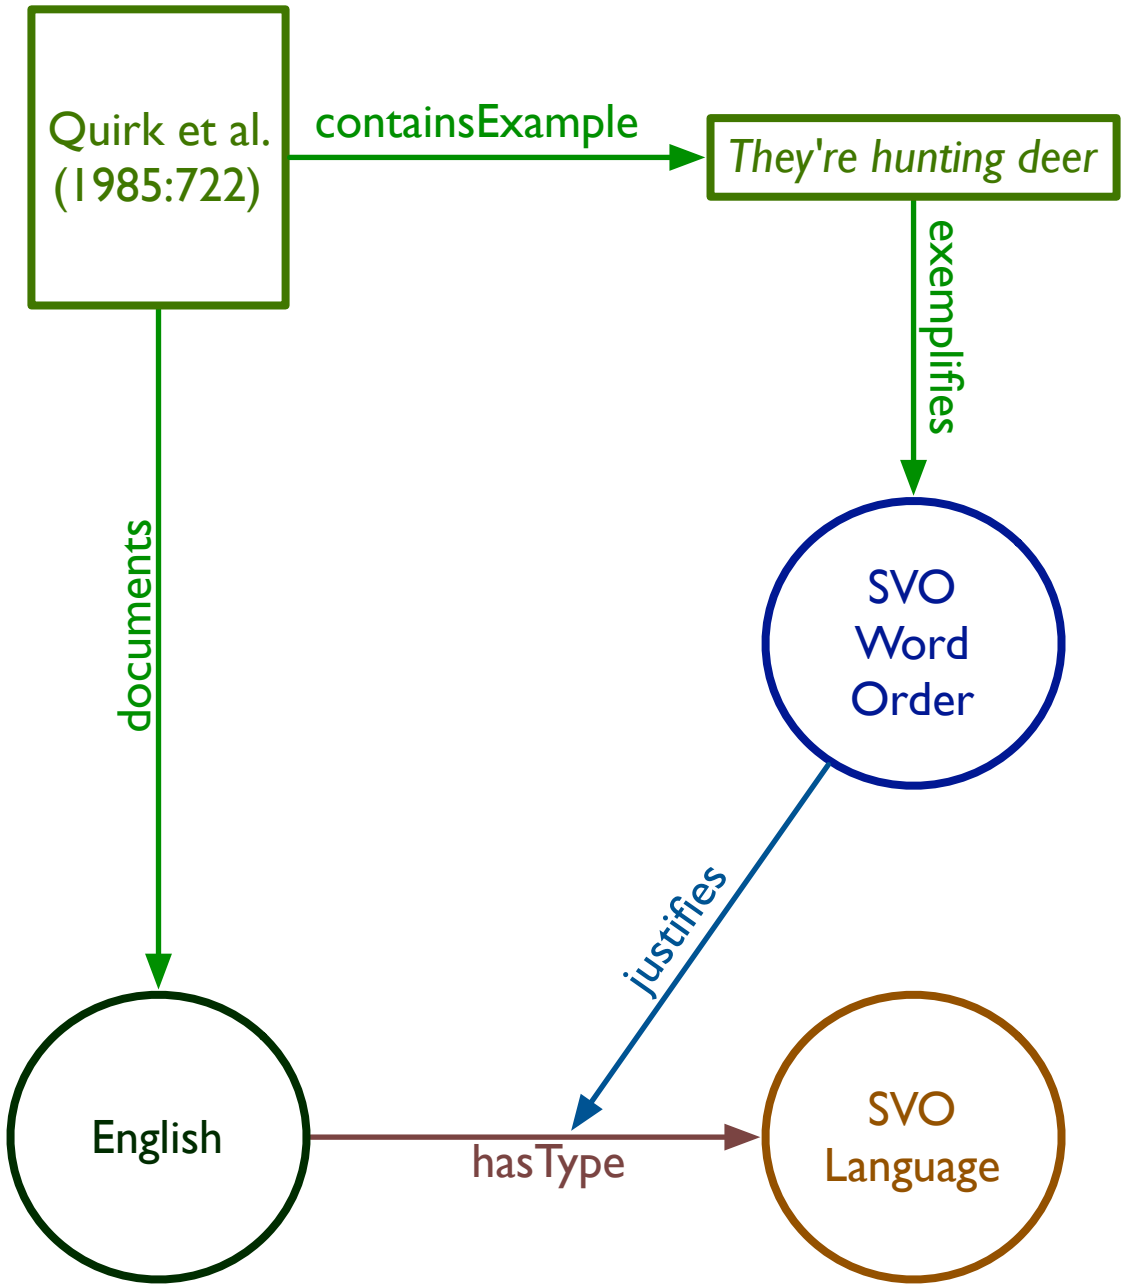 Quirk et al.
(1985:722)
containsExample
They're hunting deer
exemplifies
documents
SVO
Word
Order
justifies
English
hasType
SVO
Language